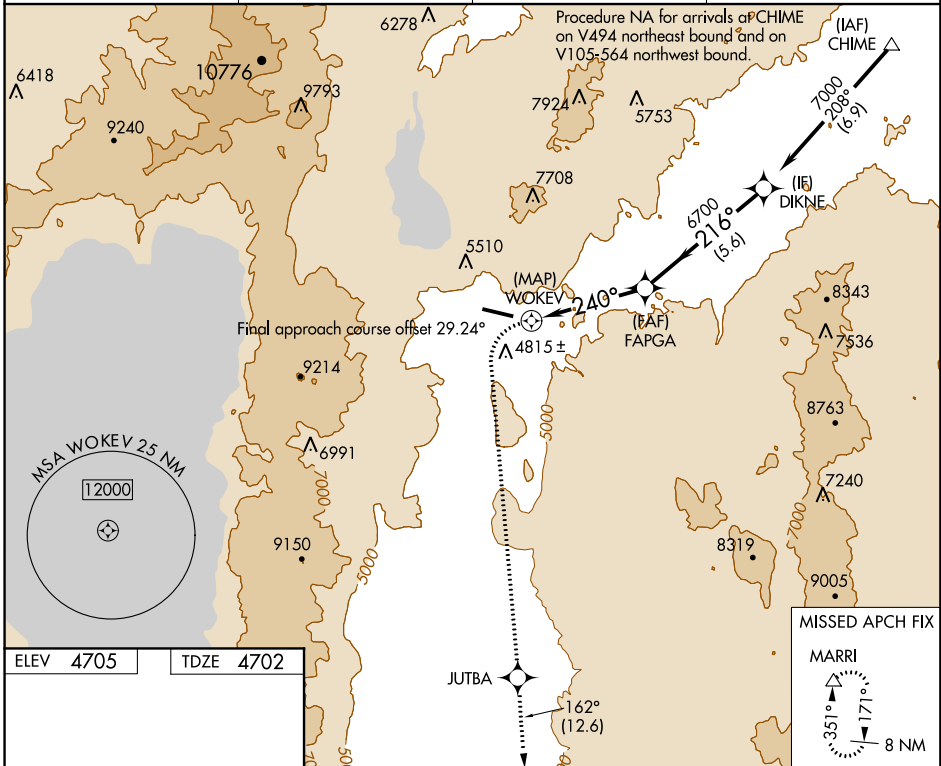 Procedure NA for arrivals at CHIME
on V494 northeast bound and on
V105-564 northwest bound.
6278
(IAF)
CHIME
6418
10776
9793
7924
5753
7000
208°
(6.9)
9240
7708
(IF)
DIKNE
6700
216°
(5.6)
5510
(MAP)
WOKEV
240°
(FAF)
FAPGA
8343
7536
Final approach course offset 29.24°
4815 ±
9214
8763
5000
6991
MSA WOKEV 25 NM
12000
7000
7240
7000
9150
5000
8319
9005
MISSED APCH FIX
MARRI
351°
171°
8 NM
ELEV 4705
TDZE 4702
JUTBA
162°
(12.6)